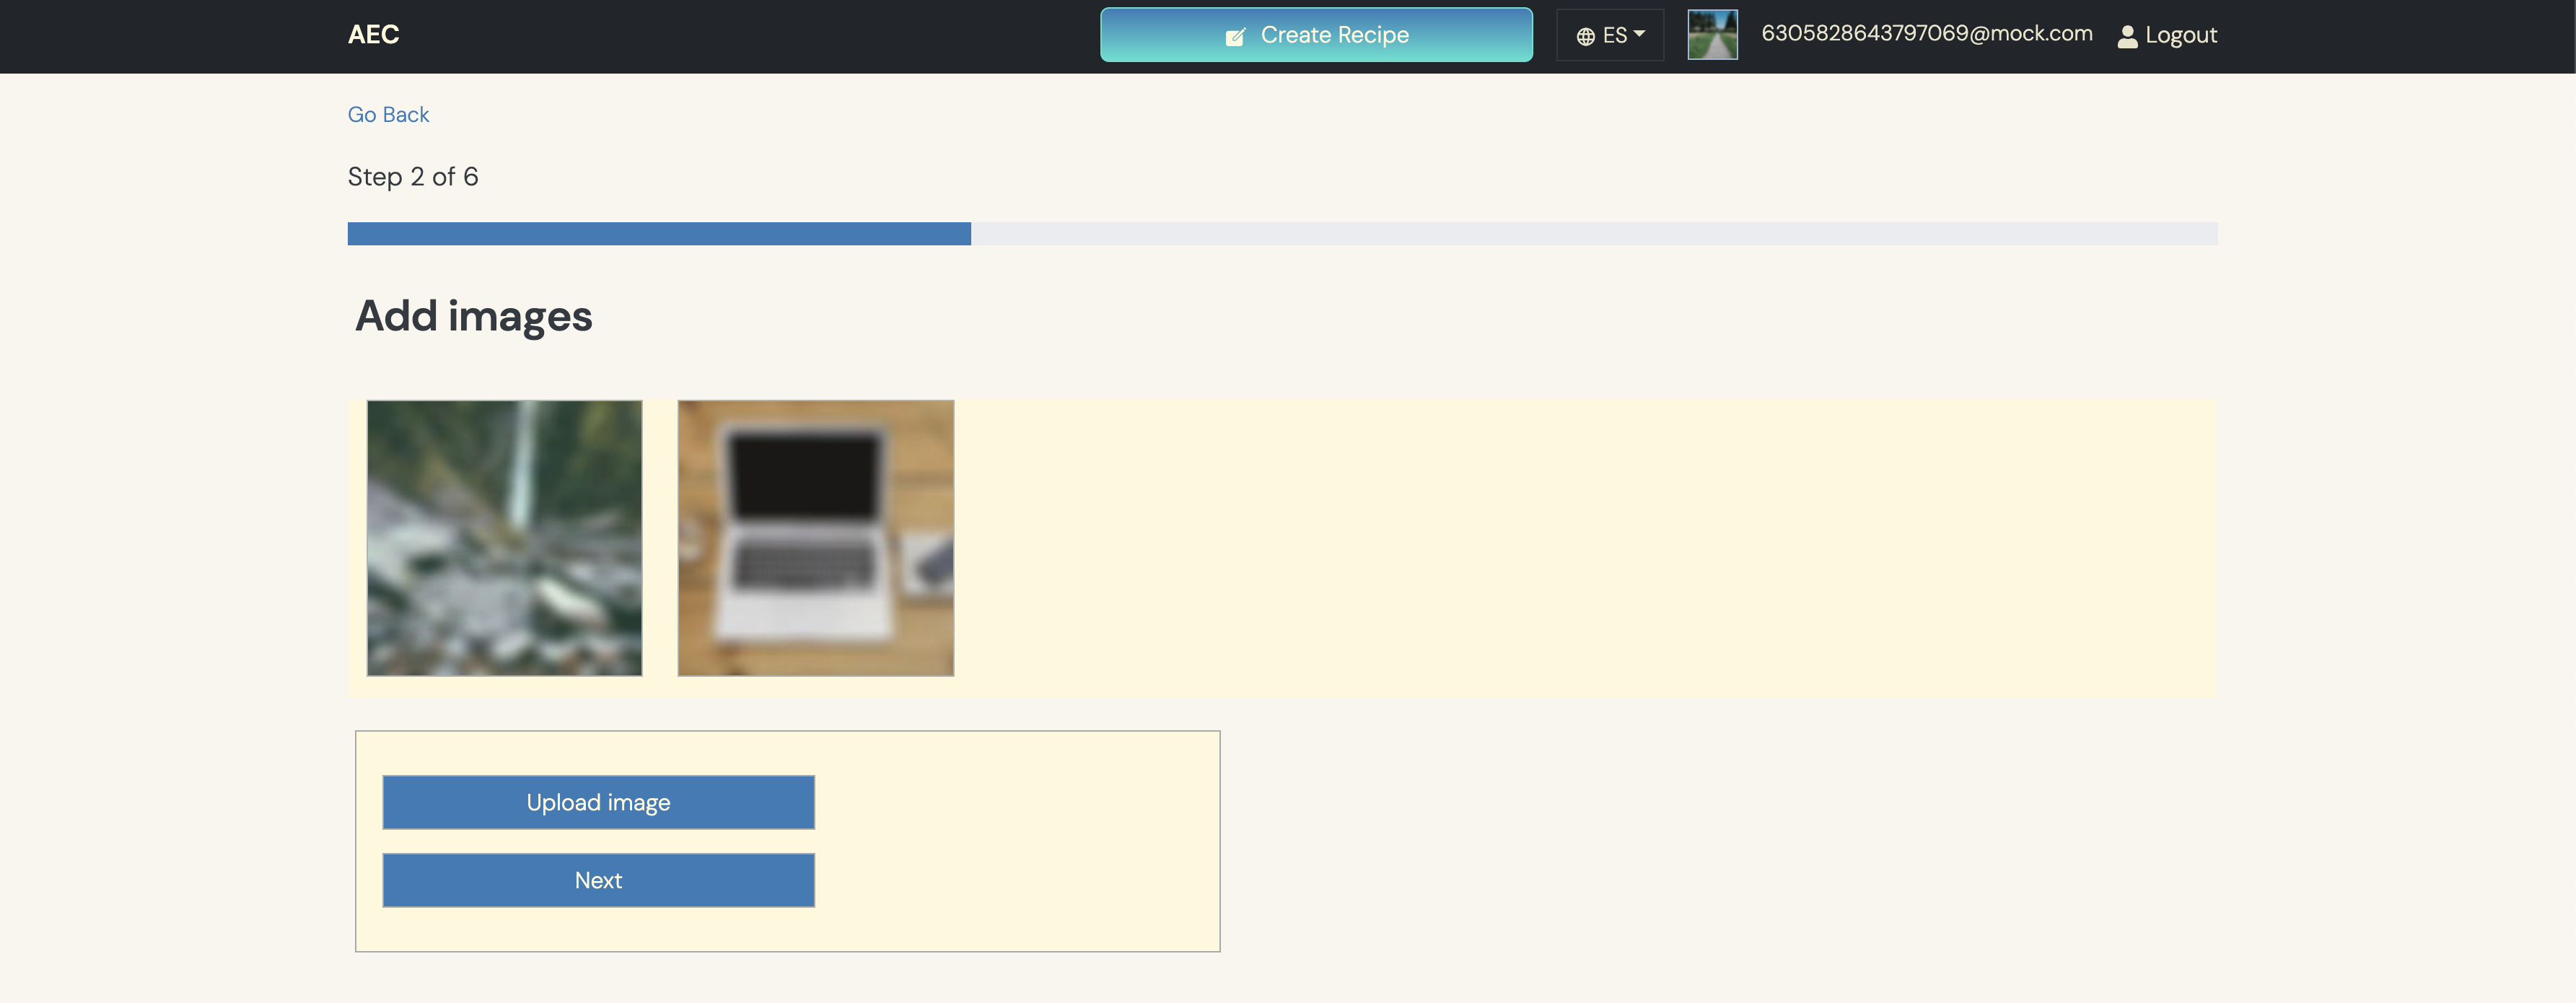 AEC
Create Recipe
ES
6305828643797069@mock.com
Logout
Go Back
Step 2 of 6
Add images
Upload image
Next